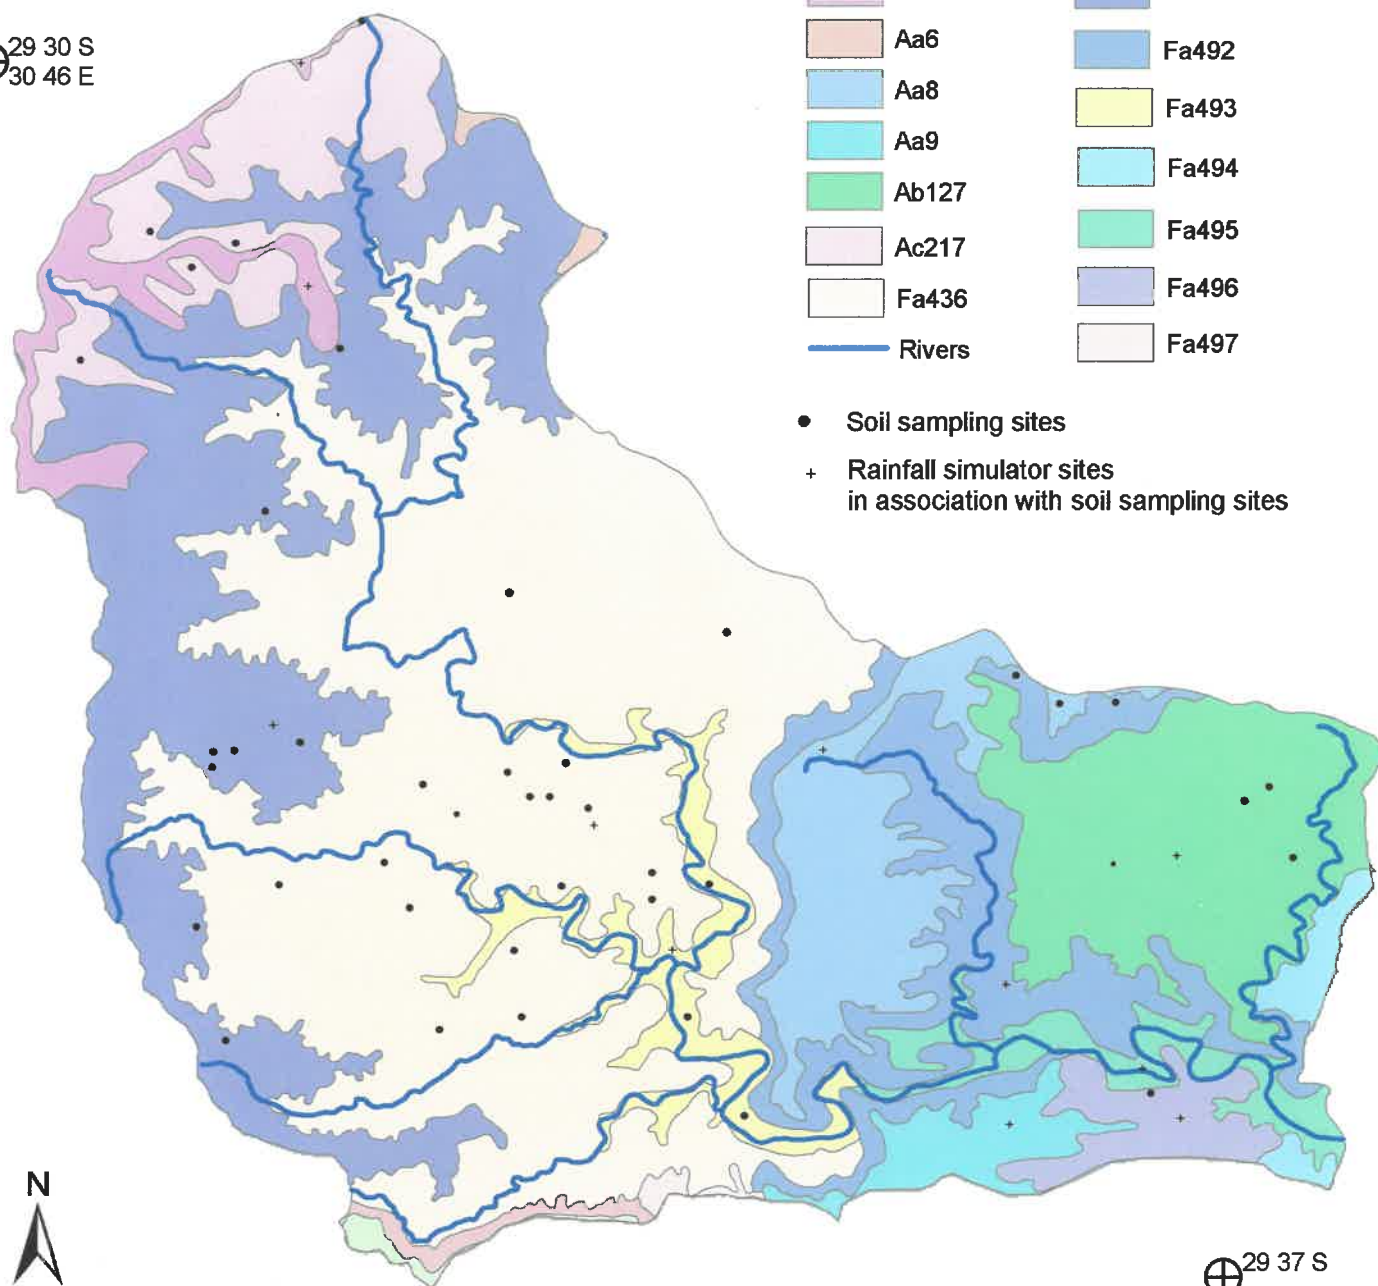 29 30 S
30 46 E
Aa6
Aa8
Aa9
Ab127
Ac217
Fa436
Rivers
Fa492
Fa493
Fa494
Fa495
Fa496
Fa497
Soil sampling sites
Rainfall simulator sites
in association with soil sampling sites
N
29 37 S